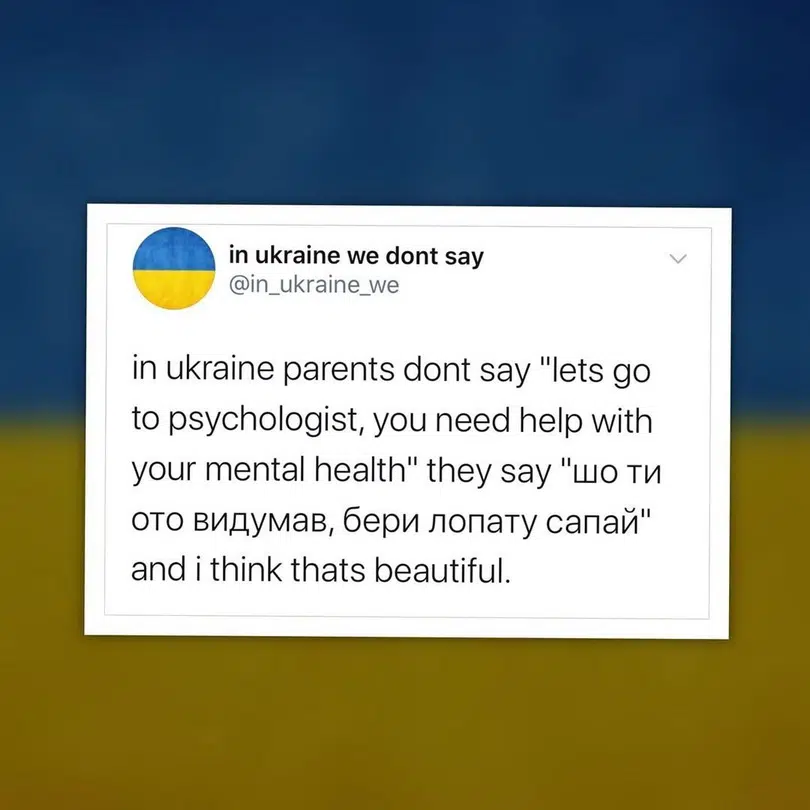 in ukraine we dont say
@in_ukraine_we
in ukraine parents dont say "lets go
to psychologist, you need help with
your mental health" they say "шо ти
ото видумав, бери лопату сапай"
and i think thats beautiful.